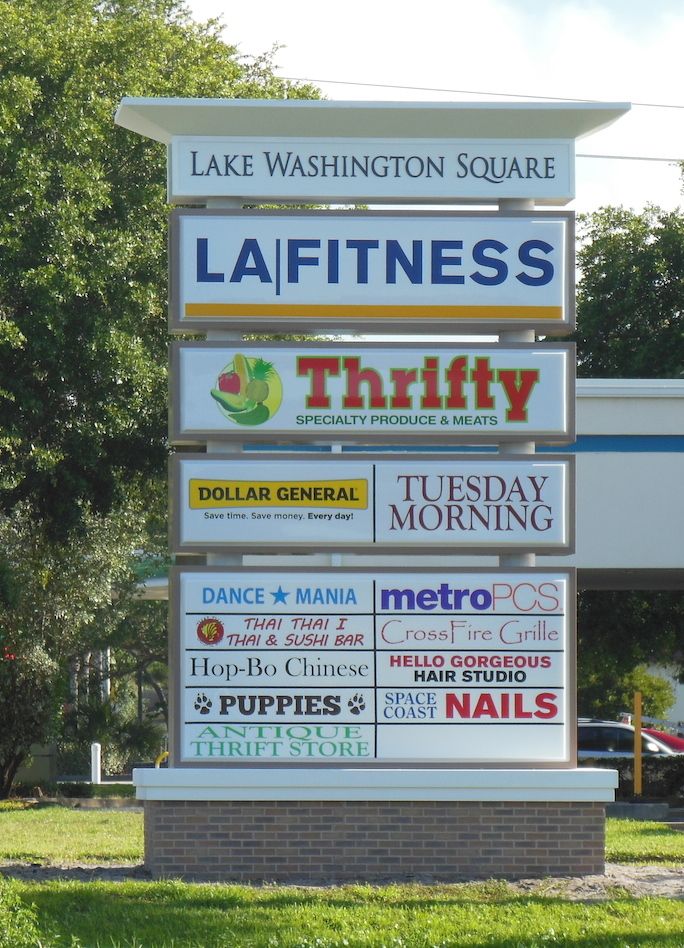 LAKE WASHINGTON SQUARE
LA|FITNESS
Thrifty
SPECIALTY PRODUCE & MEATS
DOLLAR GENERAL
Save time. Save money. Every day!
TUESDAY
MORNING
DANCE ★ MANIA
metroPCS.
THAI THAI I
THAI & SUSHI BAR
CrossFire Grille
Hop-Bo Chinese
HELLO GORGEOUS
HAIR STUDIO
PUPPIES
SPACE
COAST
NAILS
ANTIQUE
THRIFT STORE